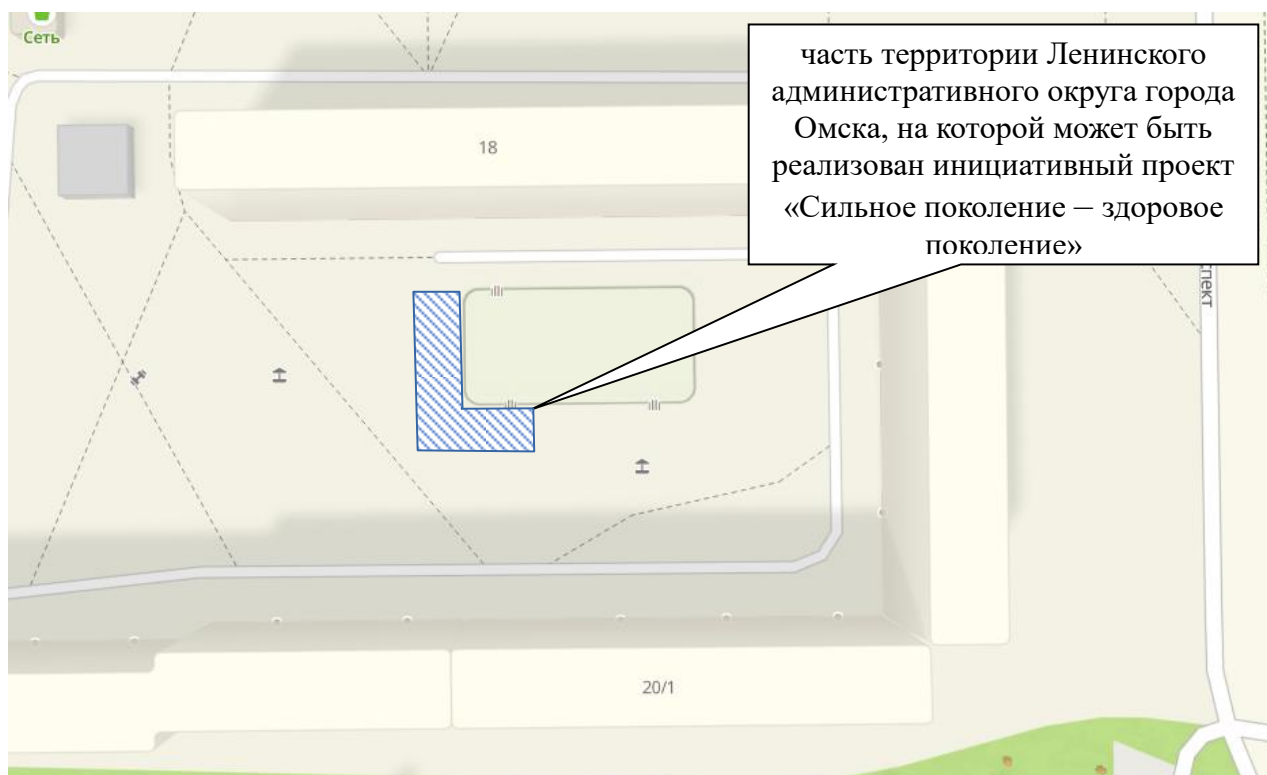 Сеть
часть территории Ленинского
административного округа города
Омска, на которой может быть
реализован инициативный проект
«Сильное поколение – здоровое
поколение»
18
спект
20/1